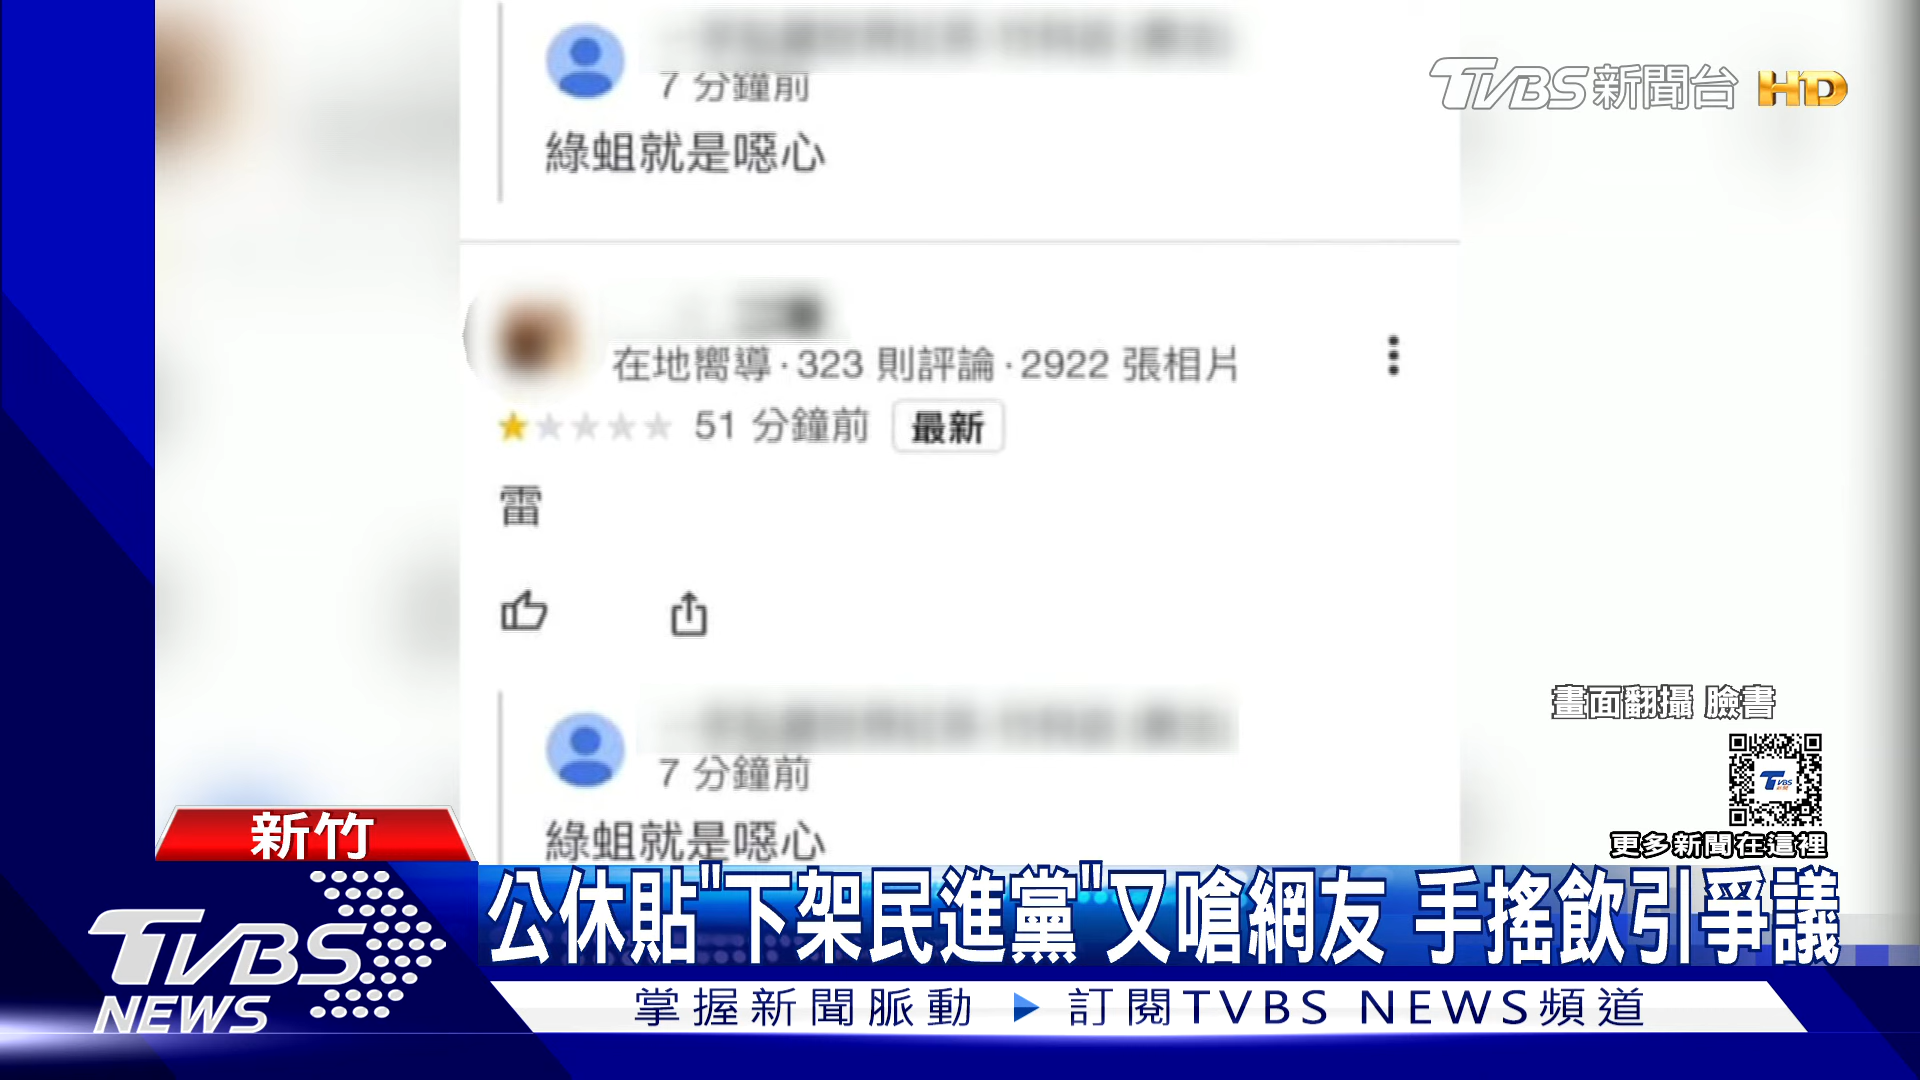 7 分鐘前
綠蛆就是噁心
TVBS新聞台 HD
在地嚮導·323 則評論·2922 張相片
51 分鐘前 最新
雷
7 分鐘前
綠蛆就是噁心
畫面翻攝 臉書
TVBS
更多新聞在這裡
新竹
公休貼"下架民進黨"又嗆網友 手搖飲引爭議
TVBS
NEWS
掌握新聞脈動 ▶ 訂閱TVBS NEWS頻道